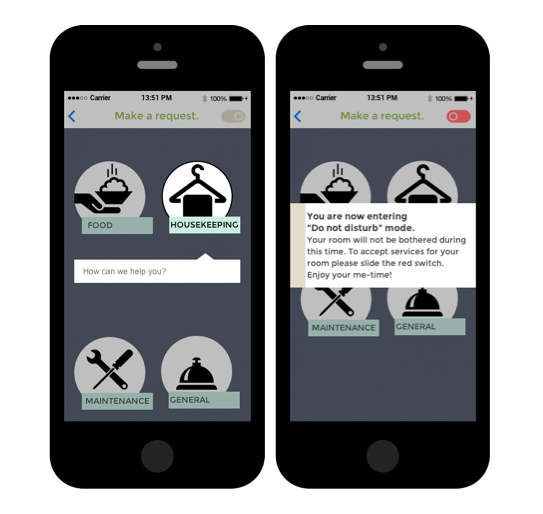 ●●●○○ Carrier 13:51 PM 100%
Make a request.
FOOD
HOUSEKEEPING
How can we help you?
MAINTENANCE
GENERAL
●●●○○ Carrier 13:51 PM 100%
Make a request.
You are now entering
"Do not disturb" mode.
Your room will not be bothered during
this time. To accept services for your
room please slide the red switch.
Enjoy your me-time!
MAINTENANCE
GENERAL